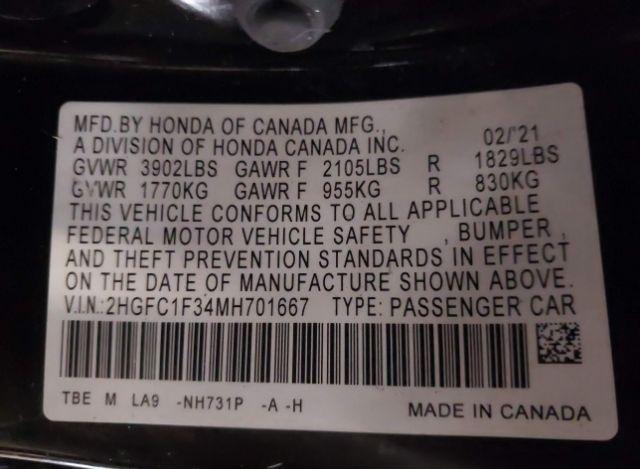 MFD.BY HONDA OF CANADA MFG.,
A DIVISION OF HONDA CANADA INC. 02/'21
GVWR 3902LBS GAWR F 2105LBS R 1829LBS
GVWR 1770KG GAWR F 955KG R 830KG
THIS VEHICLE CONFORMS TO ALL APPLICABLE
FEDERAL MOTOR VEHICLE SAFETY , BUMPER ,
AND THEFT PREVENTION STANDARDS IN EFFECT
ON THE DATE OF MANUFACTURE SHOWN ABOVE.
V.I.N.:2HGFC1F34MH701667 TYPE: PASSENGER CAR
TBE M LA9 -NH731P -A -H MADE IN CANADA